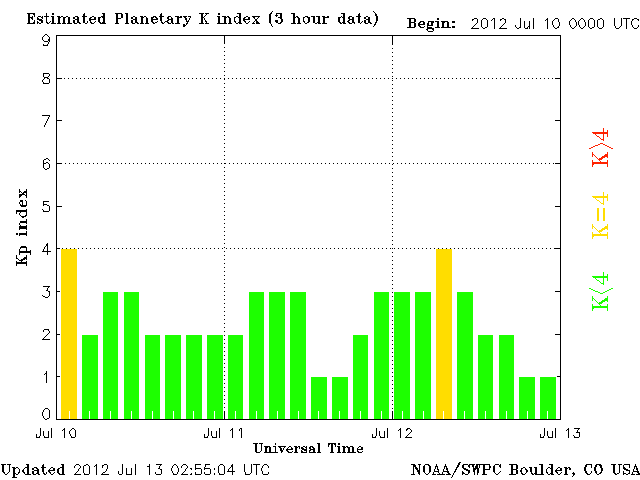 Estimated Planetary K index (3 hour data) Begin: 2012 Jul 10 0000 UTC
9
8
7
6
5
4
3
2
1
0
Kp index
K>4
K=4
K<4
Jul 10 Jul 11 Jul 12 Jul 13
Universal Time
Updated 2012 Jul 13 02:55:04 UTC NOAA/SWPC Boulder, CO USA